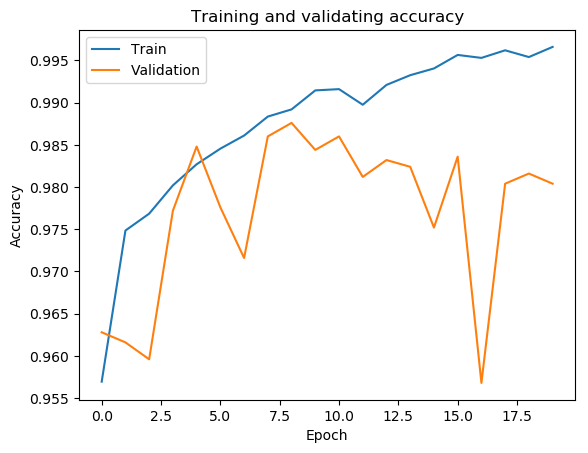 Training and validating accuracy
Train
Validation
0.995
0.990
0.985
0.980
0.975
0.970
0.965
0.960
0.955
Accuracy
0.0 2.5 5.0 7.5 10.0 12.5 15.0 17.5
Epoch